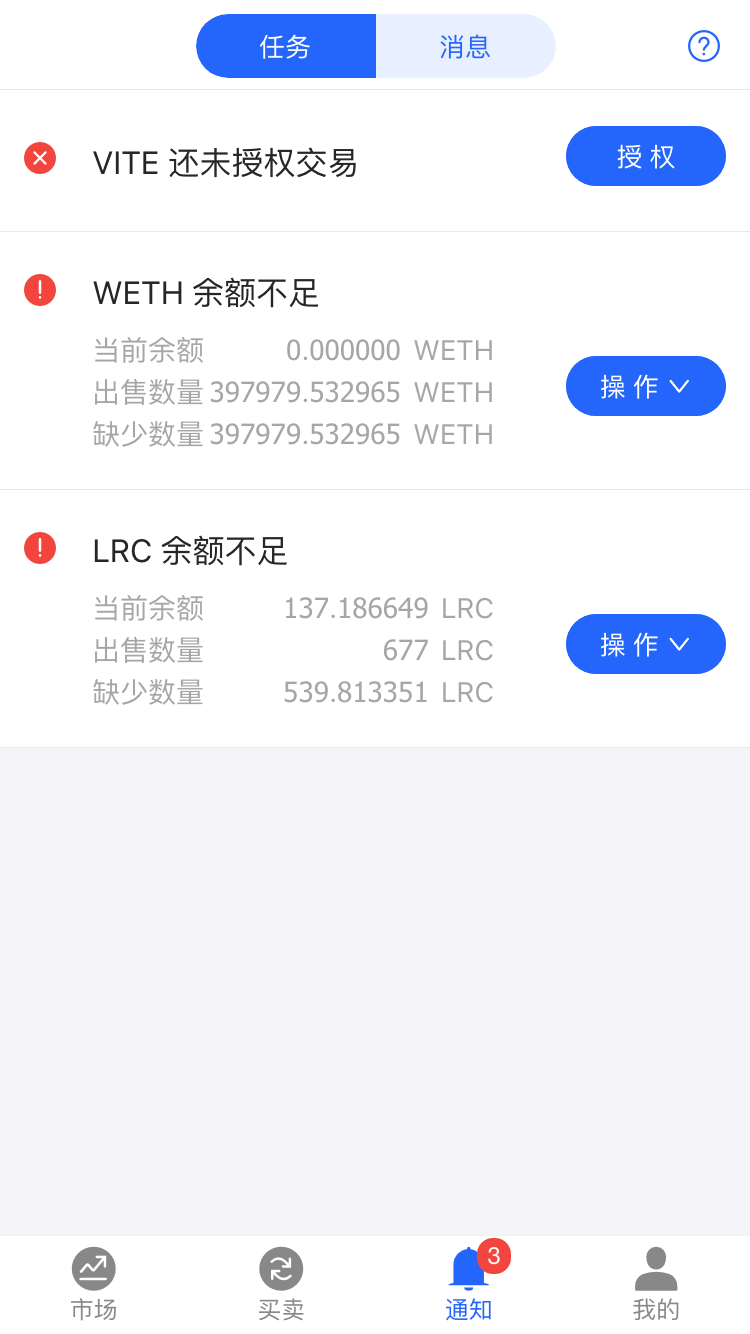 任务 消息 ?
VITE 还未授权交易 授 权
WETH 余额不足
当前余额 0.000000 WETH
出售数量 397979.532965 WETH
操 作
缺少数量 397979.532965 WETH
LRC 余额不足
当前余额 137.186649 LRC
出售数量 677 LRC
操 作
缺少数量 539.813351 LRC
3
市场 买卖 通知 我的